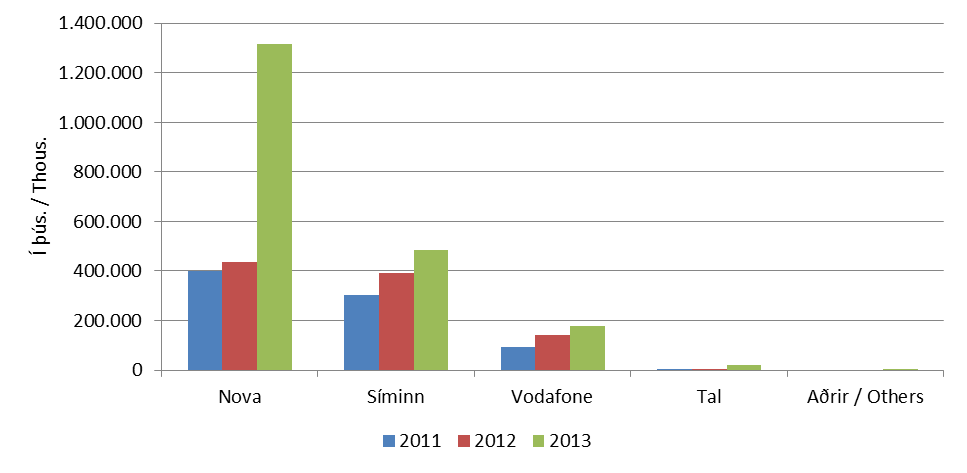 1.400.000
1.200.000
1.000.000
800.000
600.000
400.000
200.000
0
Í þús. / Thous.
Nova Síminn Vodafone Tal Aðrir / Others
2011 2012 2013